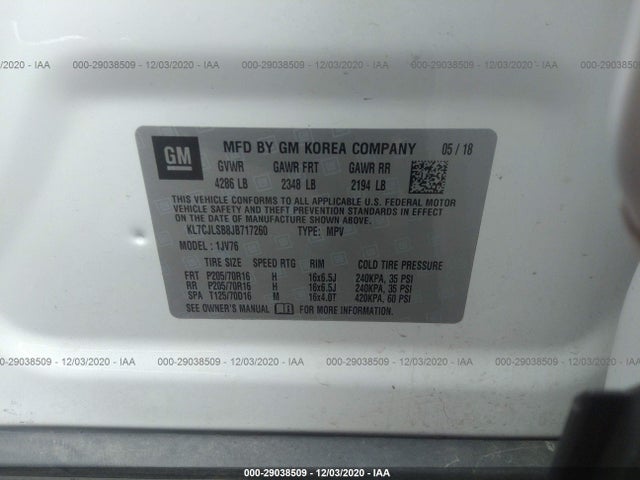 000-29038509 - 12/03/2020 - IAA
MFD BY GM KOREA COMPANY 05 / 18
GM
GVWR GAWR FRT GAWR RR
4286 LB 2348 LB 2194 LB
THIS VEHICLE CONFORMS TO ALL APPLICABLE U.S. FEDERAL MOTOR
VEHICLE SAFETY, BUMPER, AND THEFT PREVENTION STANDARDS IN
EFFECT ON THE DATE OF MANUFACTURE SHOWN ABOVE.
KL7CJLSB8JB717260 TYPE: MPV
MODEL : 1JV76
TIRE SIZE SPEED RTG RIM COLD TIRE PRESSURE
FRT P205/70R16 H 16x6.5J 240KPA, 35 PSI
RR P205/70R16 H 16x6.5J 240KPA, 35 PSI
SPA T125/70D16 M 16x4.0T 420KPA, 60 PSI
SEE OWNER'S MANUAL FOR MORE INFORMATION.
000-29038509 - 12/03/2020 - IAA
000-29038509 - 12/03/2020 - IAA